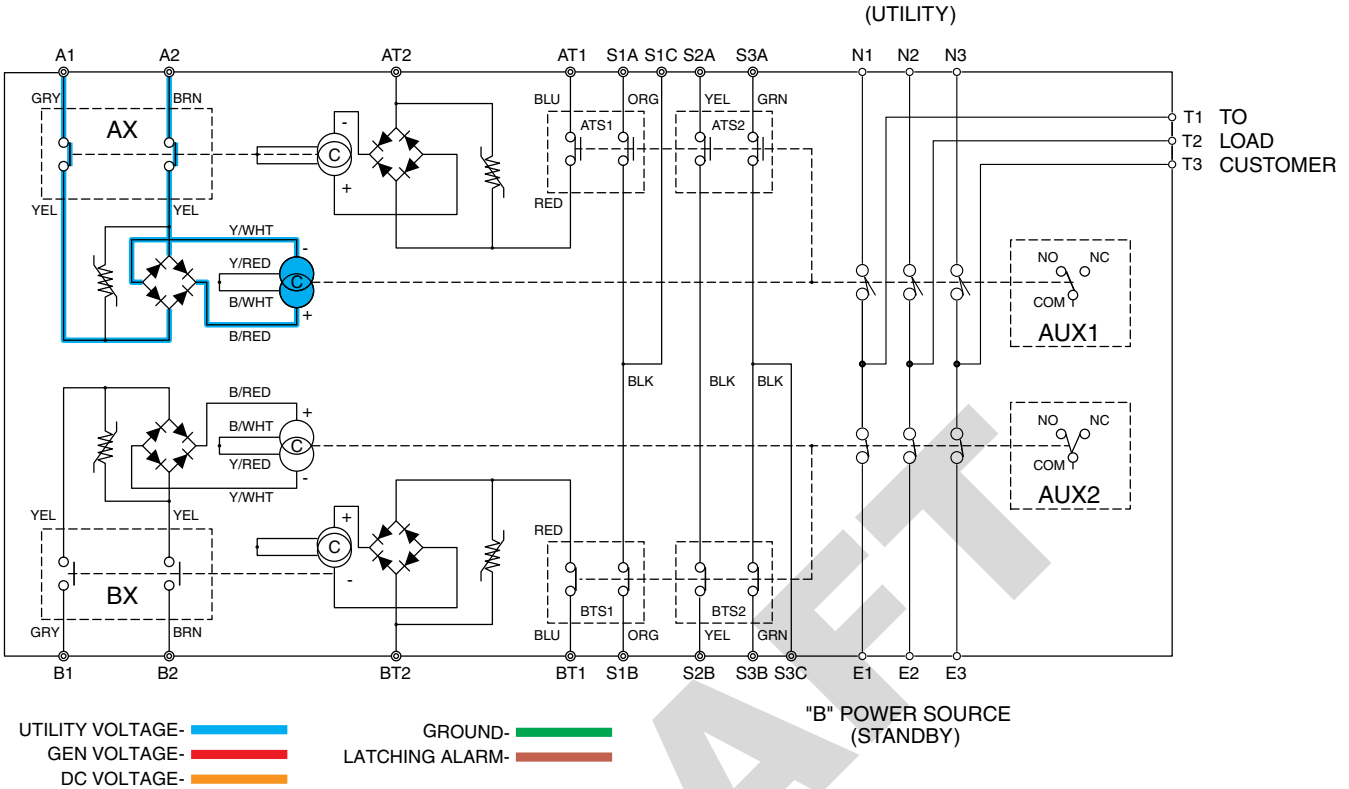 (UTILITY)
A1 A2 AT2 AT1 S1A S1C S2A S3A N1 N2 N3
GRY BRN BLU ORG YEL GRN
AX ATS1 ATS2
T1 TO
T2 LOAD
T3 CUSTOMER
C - +
YEL YEL RED
Y/WHT -
Y/RED
C
B/WHT +
B/RED
NO NC
COM
AUX1
BLK BLK BLK
B/RED +
B/WHT
C
Y/RED -
Y/WHT
NO NC
COM
AUX2
YEL YEL RED
+ C -
BX BTS1 BTS2
GRY BRN BLU ORG YEL GRN
B1 B2 BT2 BT1 S1B S2B S3B S3C E1 E2 E3
"B" POWER SOURCE
(STANDBY)
UTILITY VOLTAGE- GROUND-
GEN VOLTAGE- LATCHING ALARM-
DC VOLTAGE-
AFT